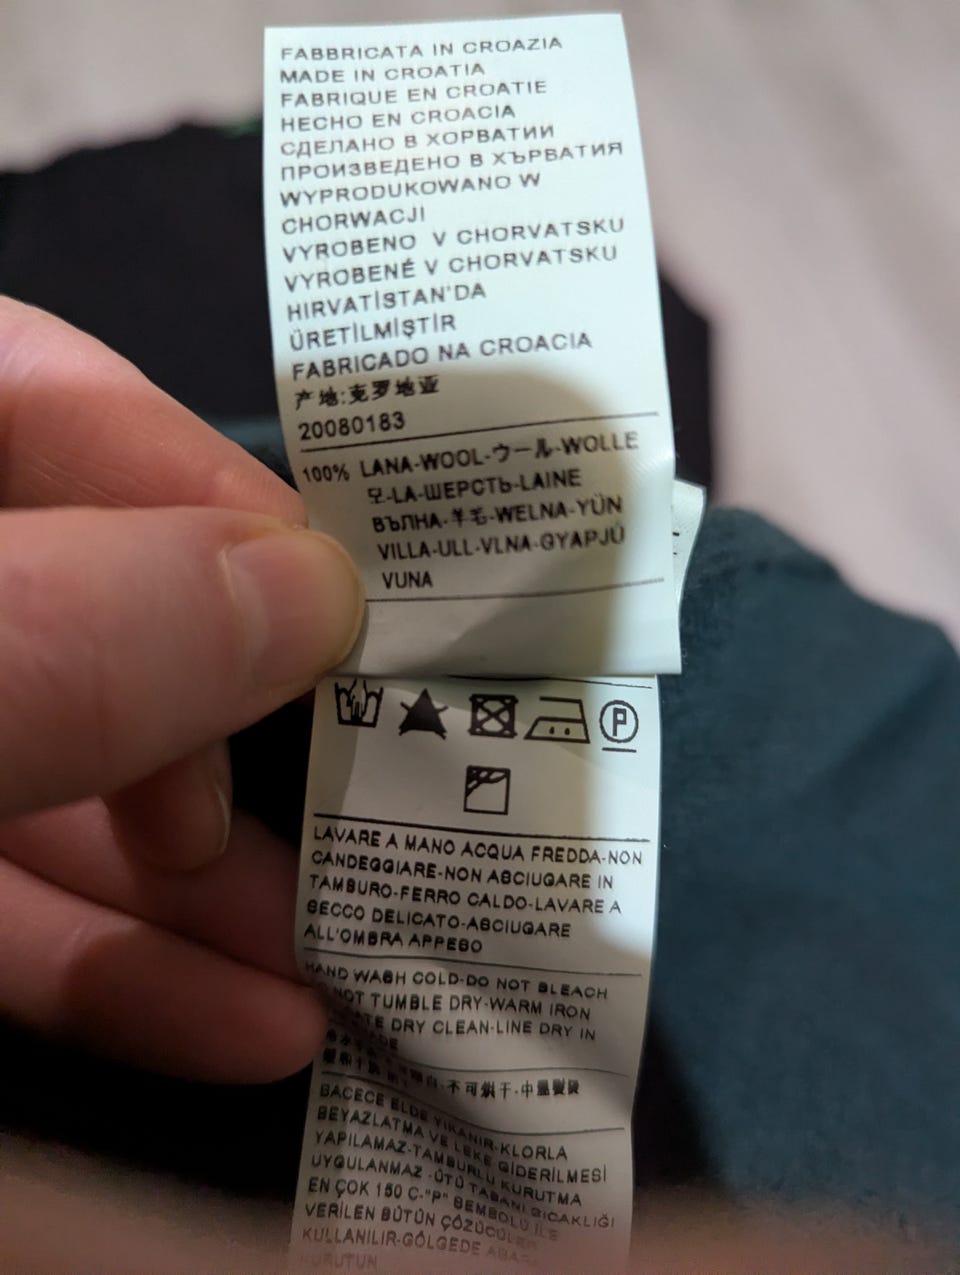 FABBRICATA IN CROAZIA
MADE IN CROATIA
FABRIQUE EN CROATIE
HECHO EN CROACIA
СДЕЛАНО В ХОРВАТИИ
ПРОИЗВЕДЕНО В ХЪРВАТИЯ
WYPRODUKOWANO W
CHORWACJI
VYROBENO V CHORVATSKU
VYROBENÉ V CHORVATSKU
HIRVATİSTAN'DA
ÜRETİLMİŞTİR
FABRICADO NA CROACIA
产地:克罗地亚
20080183
100% LANA-WOOL-ウール-WOLLE
모-LA-ШЕРСТЬ-LAINE
ВЪЛНА-羊毛-WELNA-YÜN
VILLA-ULL-VLNA-GYAPJÚ
VUNA
P
LAVARE A MANO ACQUA FREDDA-NON
CANDEGGIARE-NON ASCIUGARE IN
TAMBURO-FERRO CALDO-LAVARE A
SECCO DELICATO-ASCIUGARE
ALL'OMBRA APPESO
HAND WASH COLD-DO NOT BLEACH
NOT TUMBLE DRY-WARM IRON
DRY CLEAN-LINE DRY IN
不可烘干-中温熨烫
BACECE ELDE YIKANIR-KLORLA
BEYAZLATMA VE LEKE GİDERİLMESİ
YAPILAMAZ-TAMBURLU KURUTMA
UYGULANMAZ-ÜTÜ TABANI SICAKLIĞI
EN ÇOK 150 C-"P" SEMBOLÜ İLE
VERİLEN BÜTÜN ÇÖZÜCÜLER
KULLANILIR-GÖLGEDE
KURUTUN